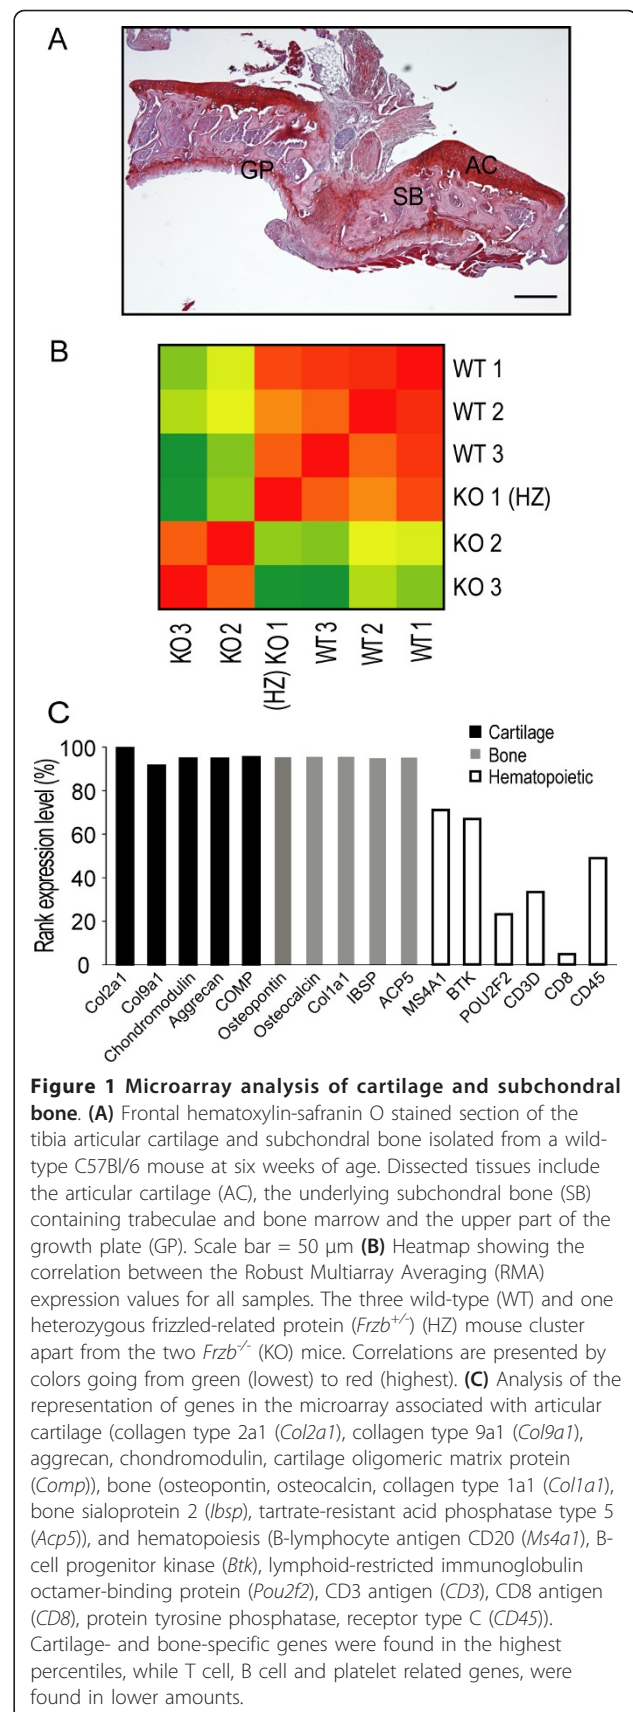 A
GP
AC
SB
B
WT 1
WT 2
WT 3
KO 1 (HZ)
KO 2
KO 3
KO3
KO2
(HZ) KO 1
WT3
WT2
WT1
C
Cartilage
Bone
Hematopoietic
Rank expression level (%)
100
80
60
40
20
0
Col2a1
Col9a1
Chondromodulin
Aggrecan
COMP
Osteopontin
Osteocalcin
Col1a1
IBSP
ACP5
MS4A1
BTK
POU2F2
CD3D
CD8
CD45
Figure 1 Microarray analysis of cartilage and subchondral
bone. (A) Frontal hematoxylin-safranin O stained section of the
tibia articular cartilage and subchondral bone isolated from a wild-
type C57Bl/6 mouse at six weeks of age. Dissected tissues include
the articular cartilage (AC), the underlying subchondral bone (SB)
containing trabeculae and bone marrow and the upper part of the
growth plate (GP). Scale bar = 50 μm (B) Heatmap showing the
correlation between the Robust Multiarray Averaging (RMA)
expression values for all samples. The three wild-type (WT) and one
heterozygous frizzled-related protein (Frzb+/-) (HZ) mouse cluster
apart from the two Frzb-/- (KO) mice. Correlations are presented by
colors going from green (lowest) to red (highest). (C) Analysis of the
representation of genes in the microarray associated with articular
cartilage (collagen type 2a1 (Col2a1), collagen type 9a1 (Col9a1),
aggrecan, chondromodulin, cartilage oligomeric matrix protein
(Comp)), bone (osteopontin, osteocalcin, collagen type 1a1 (Col1a1),
bone sialoprotein 2 (Ibsp), tartrate-resistant acid phosphatase type 5
(Acp5)), and hematopoiesis (B-lymphocyte antigen CD20 (Ms4a1), B-
cell progenitor kinase (Btk), lymphoid-restricted immunoglobulin
octamer-binding protein (Pou2f2), CD3 antigen (CD3), CD8 antigen
(CD8), protein tyrosine phosphatase, receptor type C (CD45)).
Cartilage- and bone-specific genes were found in the highest
percentiles, while T cell, B cell and platelet related genes, were
found in lower amounts.